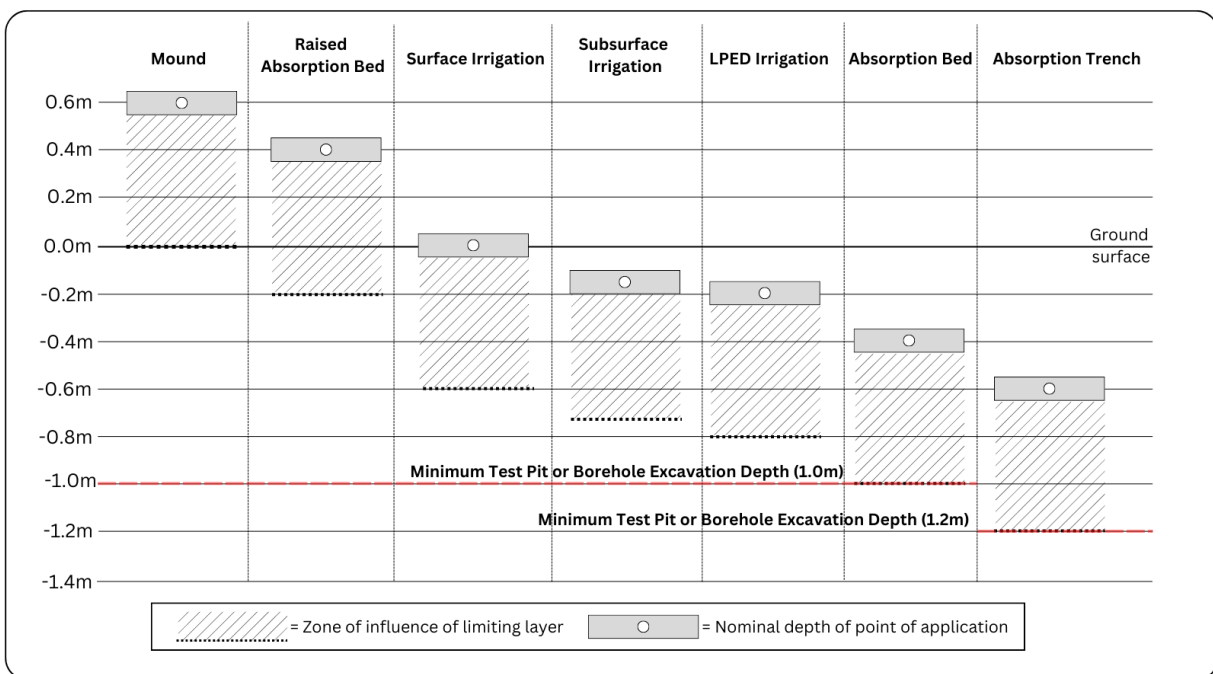 Mound
Raised
Absorption Bed
Surface Irrigation
Subsurface
Irrigation
LPED Irrigation
Absorption Bed
Absorption Trench
0.6m
0.4m
0.2m
0.0m
Ground
surface
-0.2m
-0.4m
-0.6m
-0.8m
Minimum Test Pit or Borehole Excavation Depth (1.0m)
-1.0m
Minimum Test Pit or Borehole Excavation Depth (1.2m)
-1.2m
-1.4m
= Zone of influence of limiting layer
= Nominal depth of point of application